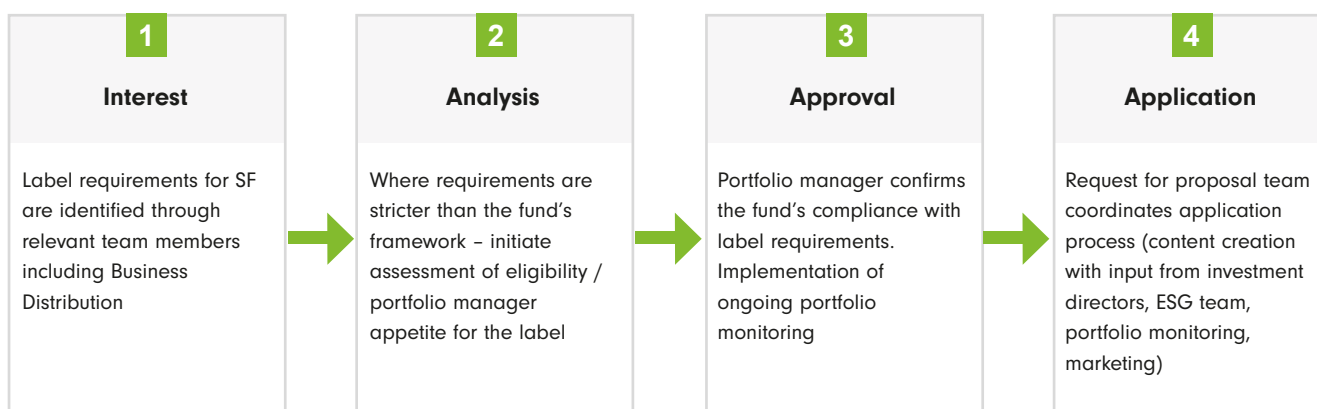 1
Interest
Label requirements for SF
are identified through
relevant team members
including Business
Distribution
2
Analysis
Where requirements are
stricter than the fund’s
framework – initiate
assessment of eligibility /
portfolio manager
appetite for the label
3
Approval
Portfolio manager confirms
the fund’s compliance with
label requirements.
Implementation of
ongoing portfolio
monitoring
4
Application
Request for proposal team
coordinates application
process (content creation
with input from investment
directors, ESG team,
portfolio monitoring,
marketing)